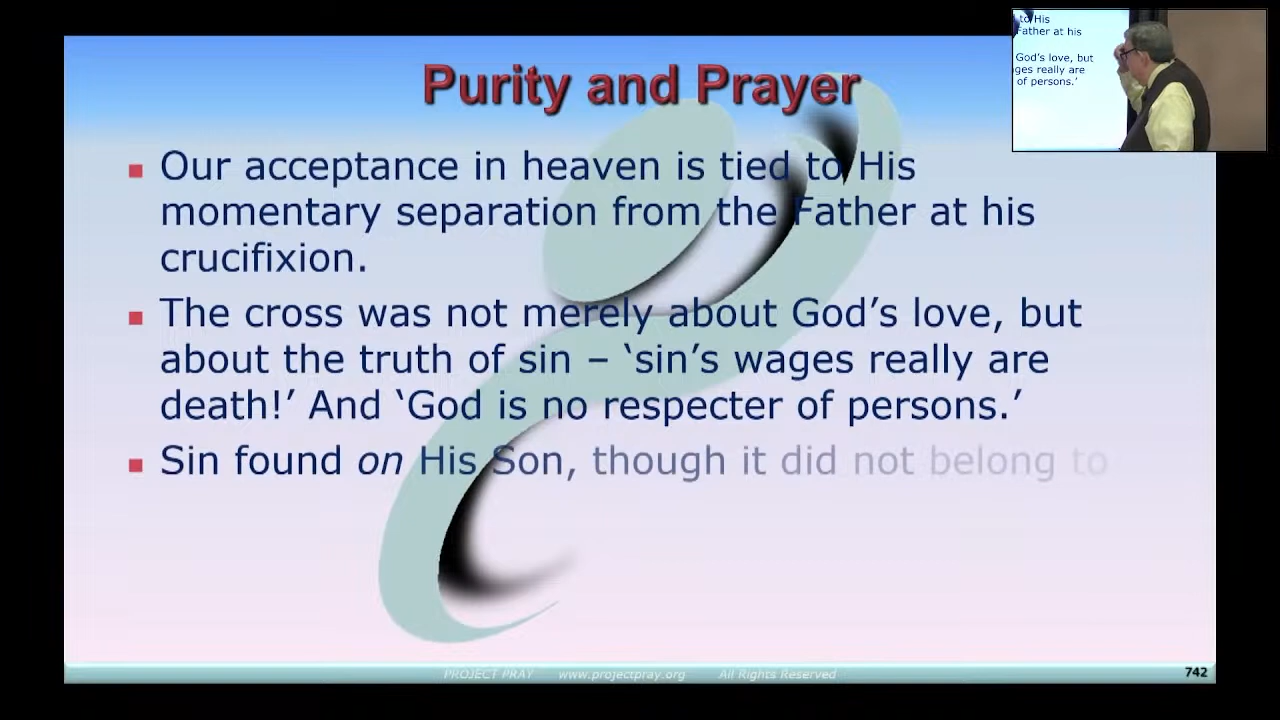 Purity and Prayer
Our acceptance in heaven is tied to His
momentary separation from the Father at his
crucifixion.
The cross was not merely about God’s love, but
about the truth of sin – ‘sin’s wages really are
death!’ And ‘God is no respecter of persons.’
Sin found on His Son, though it did not belong to
PROJECT PRAY www.projectpray.org All Rights Reserved
742
to His
Father at his
God’s love, but
ges really are
of persons.’